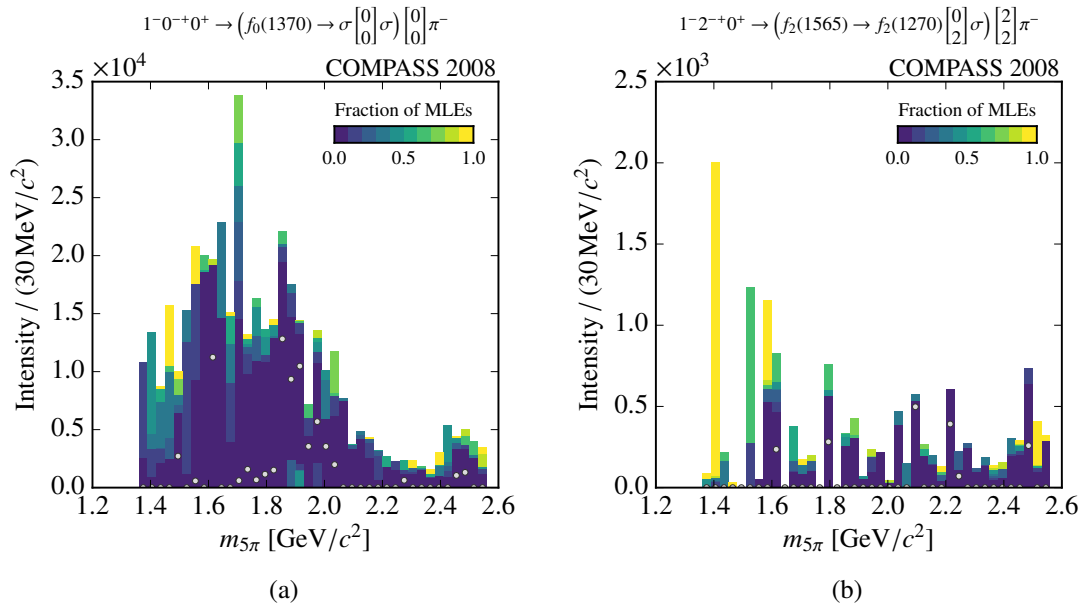 1⁻0⁻⁺0⁺ → (f₀(1370) → σ[0 0]σ)[0 0]π⁻
×10⁴ COMPASS 2008
Fraction of MLEs
0.0 0.5 1.0
Intensity / (30 MeV/c²)
3.5
3.0
2.5
2.0
1.5
1.0
0.5
0.0
1.2 1.4 1.6 1.8 2.0 2.2 2.4 2.6
m₅π [GeV/c²]
(a)
1⁻2⁻⁺0⁺ → (f₂(1565) → f₂(1270)[0 2]σ)[2 2]π⁻
×10³ COMPASS 2008
Fraction of MLEs
0.0 0.5 1.0
Intensity / (30 MeV/c²)
2.5
2.0
1.5
1.0
0.5
0.0
1.2 1.4 1.6 1.8 2.0 2.2 2.4 2.6
m₅π [GeV/c²]
(b)